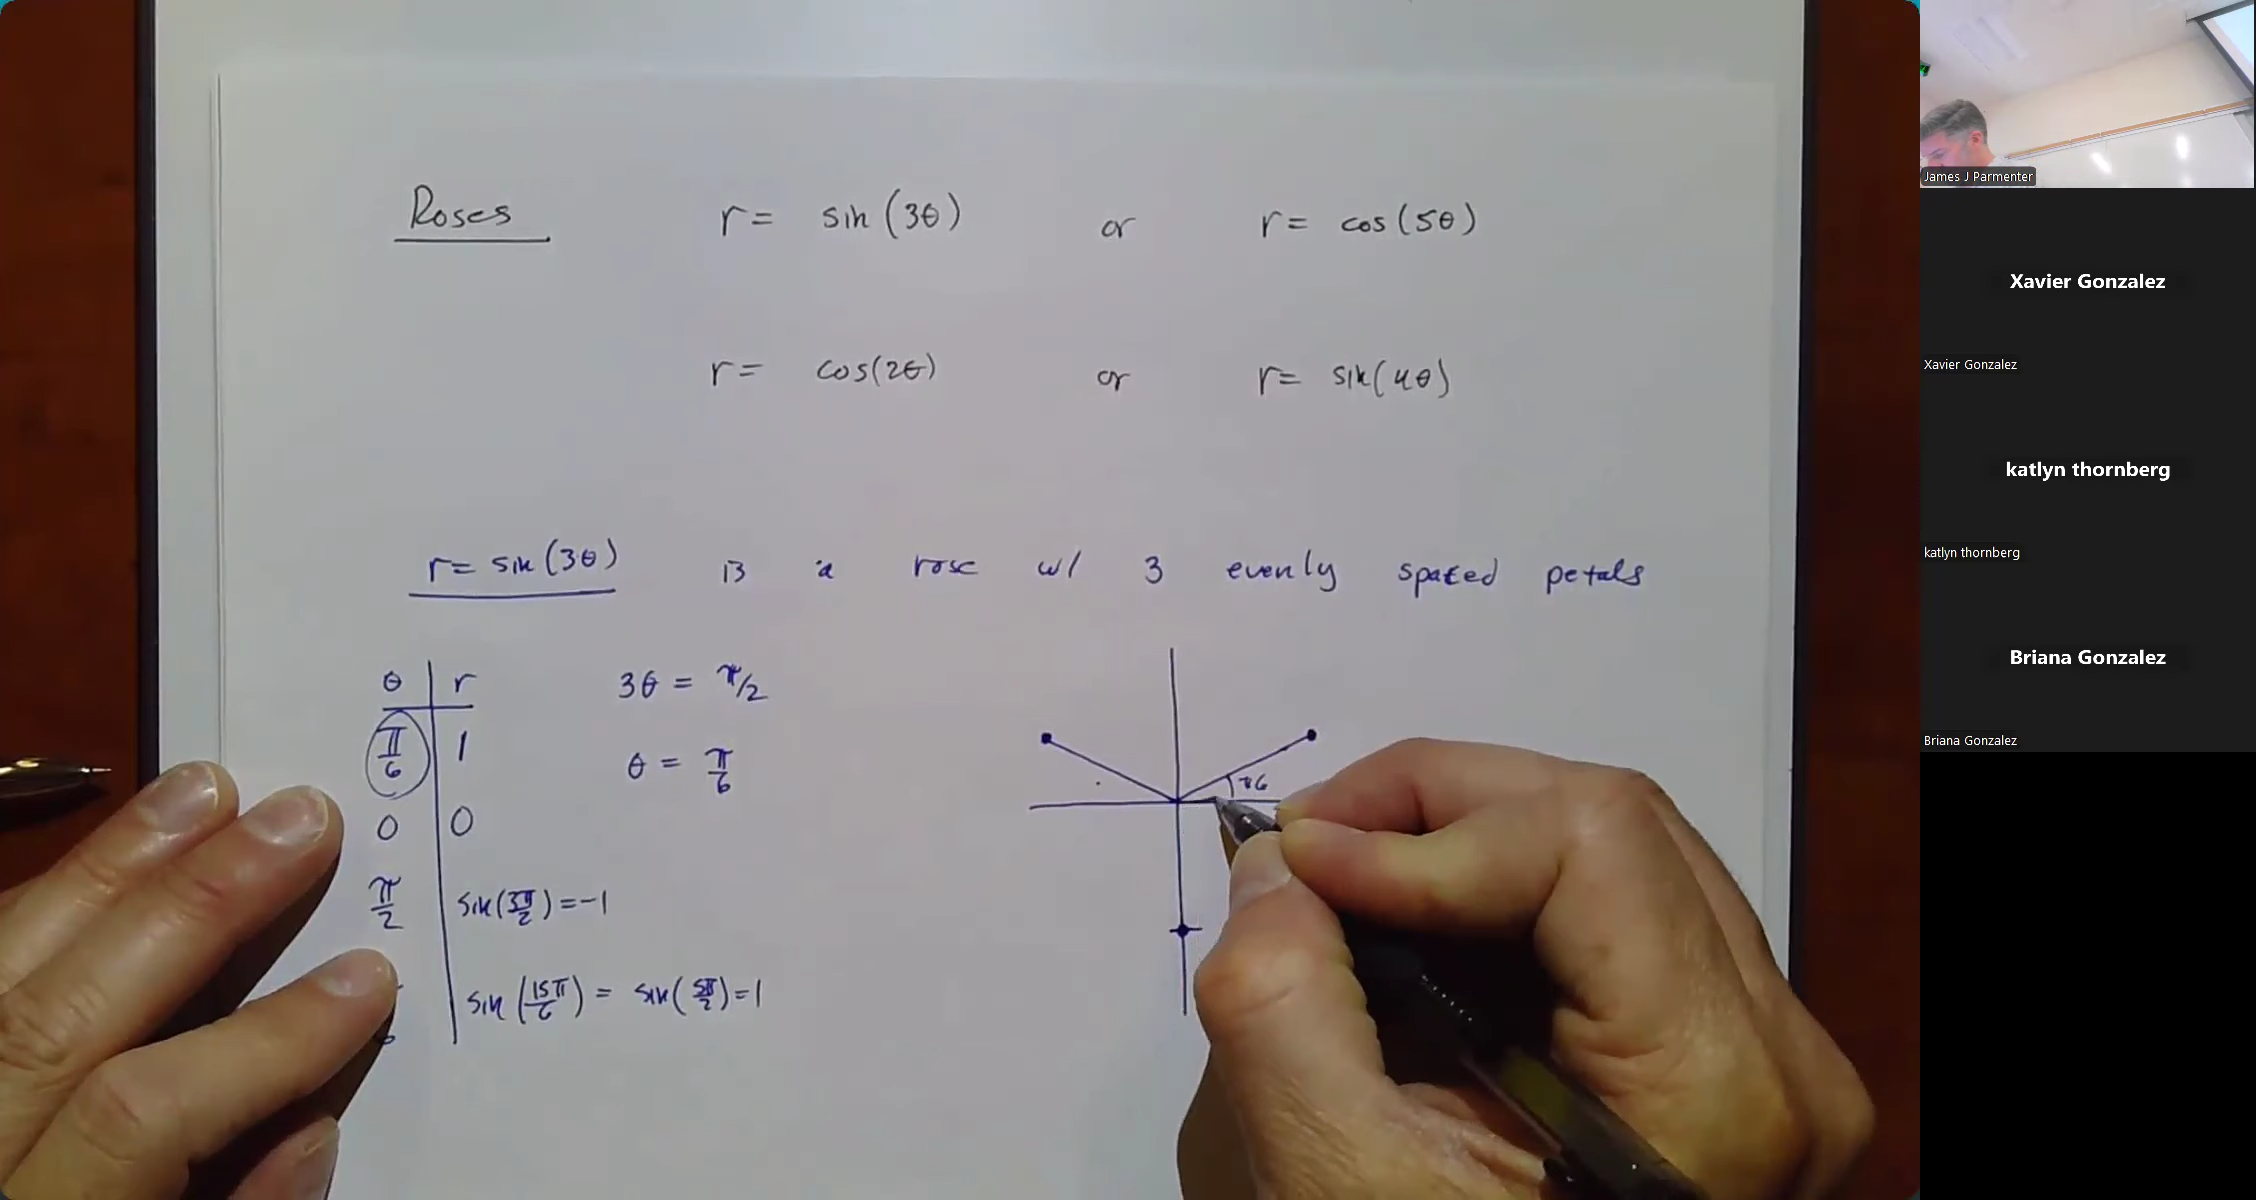 Roses r = sin(3θ) or r = cos(5θ)
r = cos(2θ) or r = sin(4θ)
r = sin(3θ) is a rose w/ 3 evenly spaced petals
θ r
3θ = π/2
π/6 1
θ = π/6
0 0
π/2 sin(3π/2) = -1
sin(15π/6) = sin(5π/2) = 1
π/6
James J Parmenter
Xavier Gonzalez
Xavier Gonzalez
katlyn thornberg
katlyn thornberg
Briana Gonzalez
Briana Gonzalez